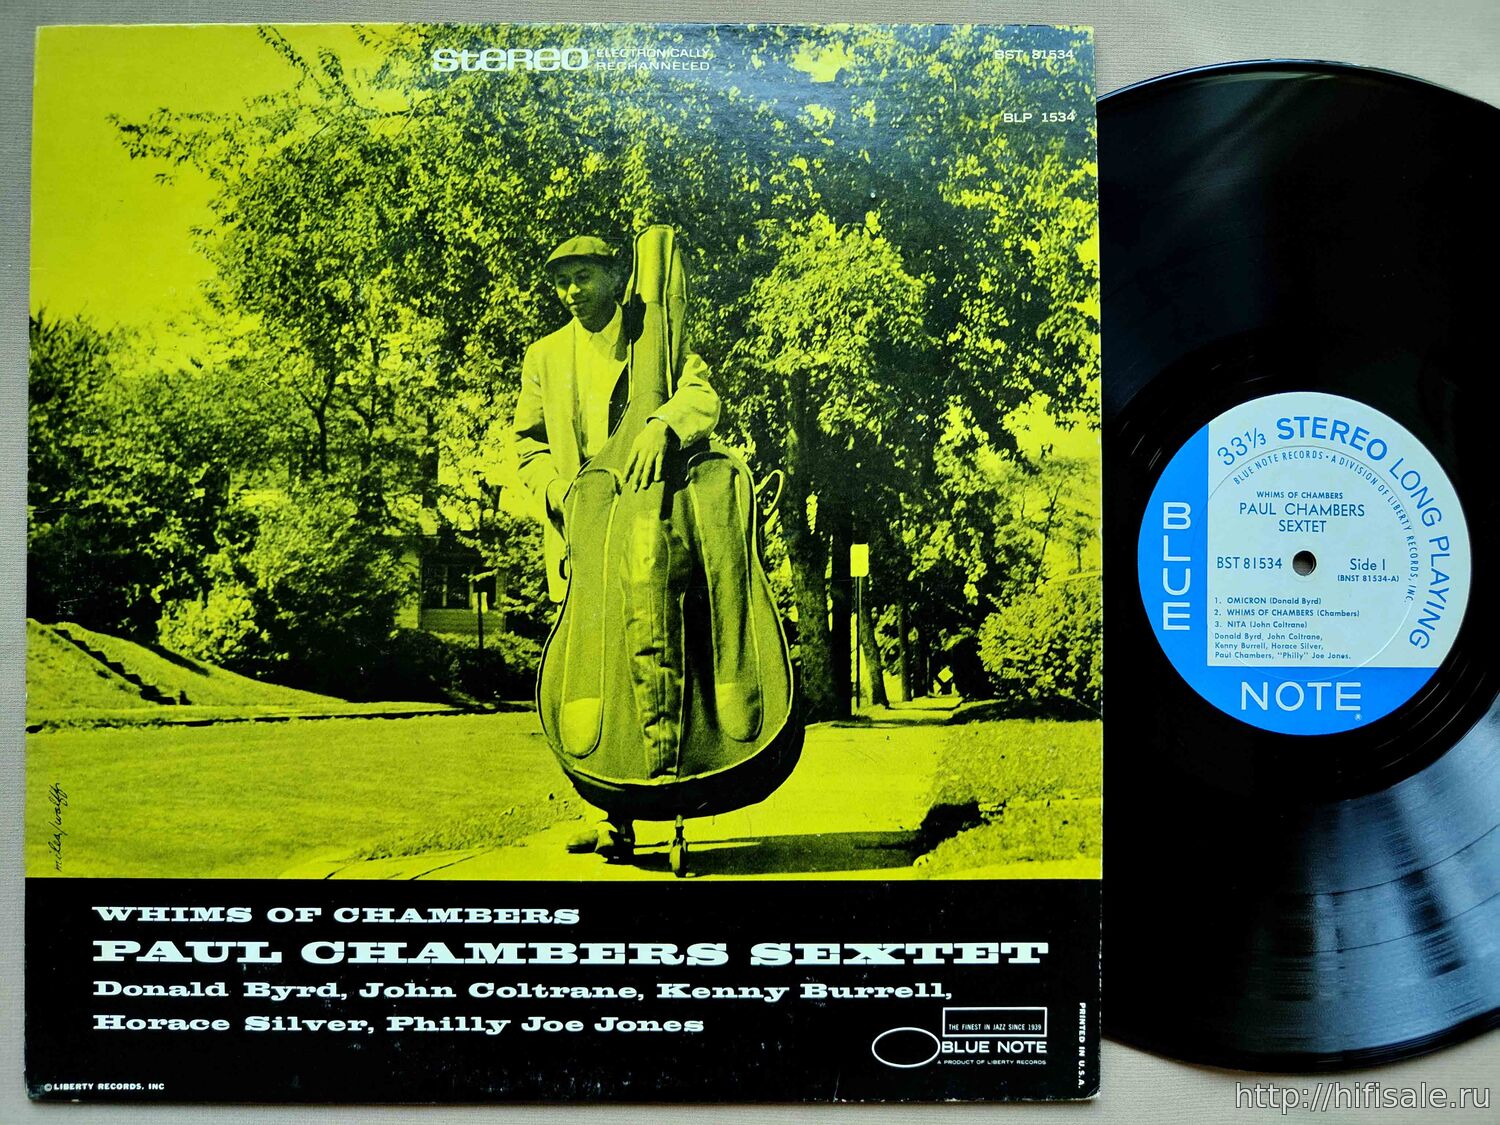 STEREO ELECTRONICALLY
RECHANNELED
BST 81534
BLP 1534
miles/wolff
WHIMS OF CHAMBERS
PAUL CHAMBERS SEXTET
Donald Byrd, John Coltrane, Kenny Burrell,
Horace Silver, Philly Joe Jones
THE FINEST IN JAZZ SINCE 1939
BLUE NOTE
A PRODUCT OF LIBERTY RECORDS
PRINTED IN U.S.A.
©LIBERTY RECORDS, INC
33 1/3 STEREO LONG PLAYING
BLUE NOTE RECORDS • A DIVISION OF LIBERTY RECORDS, INC.
WHIMS OF CHAMBERS
PAUL CHAMBERS
SEXTET
BST 81534 Side 1
(BNST 81534-A)
1. OMICRON (Donald Byrd)
2. WHIMS OF CHAMBERS (Chambers)
3. NITA (John Coltrane)
Donald Byrd, John Coltrane,
Kenny Burrell, Horace Silver,
Paul Chambers, "Philly" Joe Jones.
BLUE
NOTE®
http://hifisale.ru